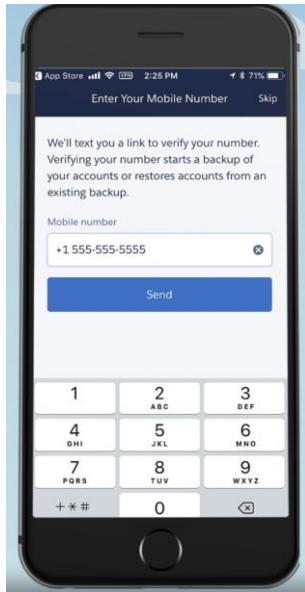 App Store VPN 2:25 PM 71%
Enter Your Mobile Number Skip
We'll text you a link to verify your number.
Verifying your number starts a backup of
your accounts or restores accounts from an
existing backup.
Mobile number
+1 555-555-5555
Send
1 2 3
ABC DEF
4 5 6
GHI JKL MNO
7 8 9
PQRS TUV WXYZ
+*# 0